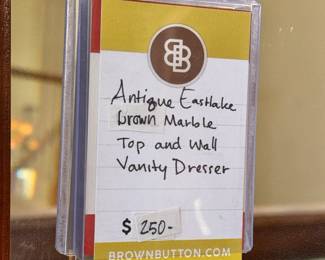 BB
Antique Eastlake
brown Marble
Top and Wall
Vanity Dresser
$ 250-
BROWNBUTTON.COM